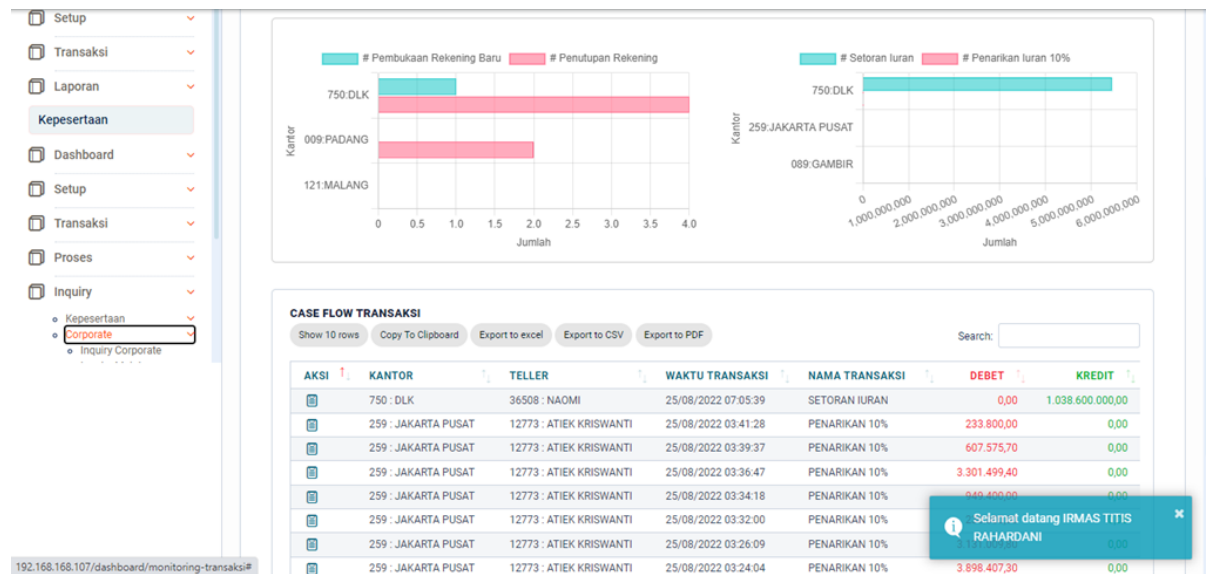 Setup
Transaksi
Laporan
Kepesertaan
Dashboard
Setup
Transaksi
Proses
Inquiry
Kepesertaan
Corporate
Inquiry Corporate
# Pembukaan Rekening Baru # Penutupan Rekening
Kantor
750:DLK
009:PADANG
121:MALANG
0 0.5 1.0 1.5 2.0 2.5 3.0 3.5 4.0
Jumlah
# Setoran Iuran # Penarikan Iuran 10%
Kantor
750:DLK
259:JAKARTA PUSAT
089:GAMBIR
0 1,000,000,000 2,000,000,000 3,000,000,000 4,000,000,000 5,000,000,000 6,000,000,000
Jumlah
CASE FLOW TRANSAKSI
Show 10 rows Copy To Clipboard Export to excel Export to CSV Export to PDF Search:
AKSI KANTOR TELLER WAKTU TRANSAKSI NAMA TRANSAKSI DEBET KREDIT
750 : DLK 36508 : NAOMI 25/08/2022 07:05:39 SETORAN IURAN 0,00 1.038.600.000,00
259 : JAKARTA PUSAT 12773 : ATIEK KRISWANTI 25/08/2022 03:41:28 PENARIKAN 10% 233.800,00 0,00
259 : JAKARTA PUSAT 12773 : ATIEK KRISWANTI 25/08/2022 03:39:37 PENARIKAN 10% 607.575,70 0,00
259 : JAKARTA PUSAT 12773 : ATIEK KRISWANTI 25/08/2022 03:36:47 PENARIKAN 10% 3.301.499,40 0,00
259 : JAKARTA PUSAT 12773 : ATIEK KRISWANTI 25/08/2022 03:34:18 PENARIKAN 10% 949.400,00 0,00
259 : JAKARTA PUSAT 12773 : ATIEK KRISWANTI 25/08/2022 03:32:00 PENARIKAN 10%
259 : JAKARTA PUSAT 12773 : ATIEK KRISWANTI 25/08/2022 03:26:09 PENARIKAN 10%
259 : JAKARTA PUSAT 12773 : ATIEK KRISWANTI 25/08/2022 03:24:04 PENARIKAN 10% 3.898.407,30 0,00
Selamat datang IRMAS TITIS
RAHARDANI
192.168.168.107/dashboard/monitoring-transaksi#